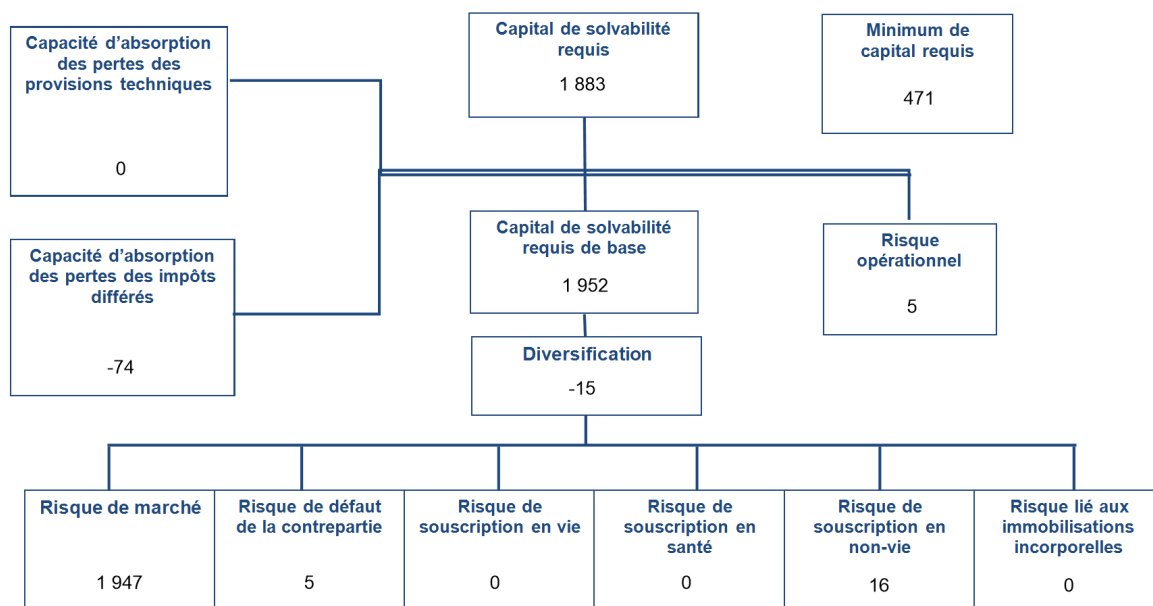 Capacité d’absorption
des pertes des
provisions techniques
0
Capital de solvabilité
requis
1 883
Minimum de
capital requis
471
Capacité d’absorption
des pertes des impôts
différés
-74
Capital de solvabilité
requis de base
1 952
Risque
opérationnel
5
Diversification
-15
Risque de marché
1 947
Risque de défaut
de la contrepartie
5
Risque de
souscription en vie
0
Risque de
souscription en
santé
0
Risque de
souscription en
non-vie
16
Risque lié aux
immobilisations
incorporelles
0